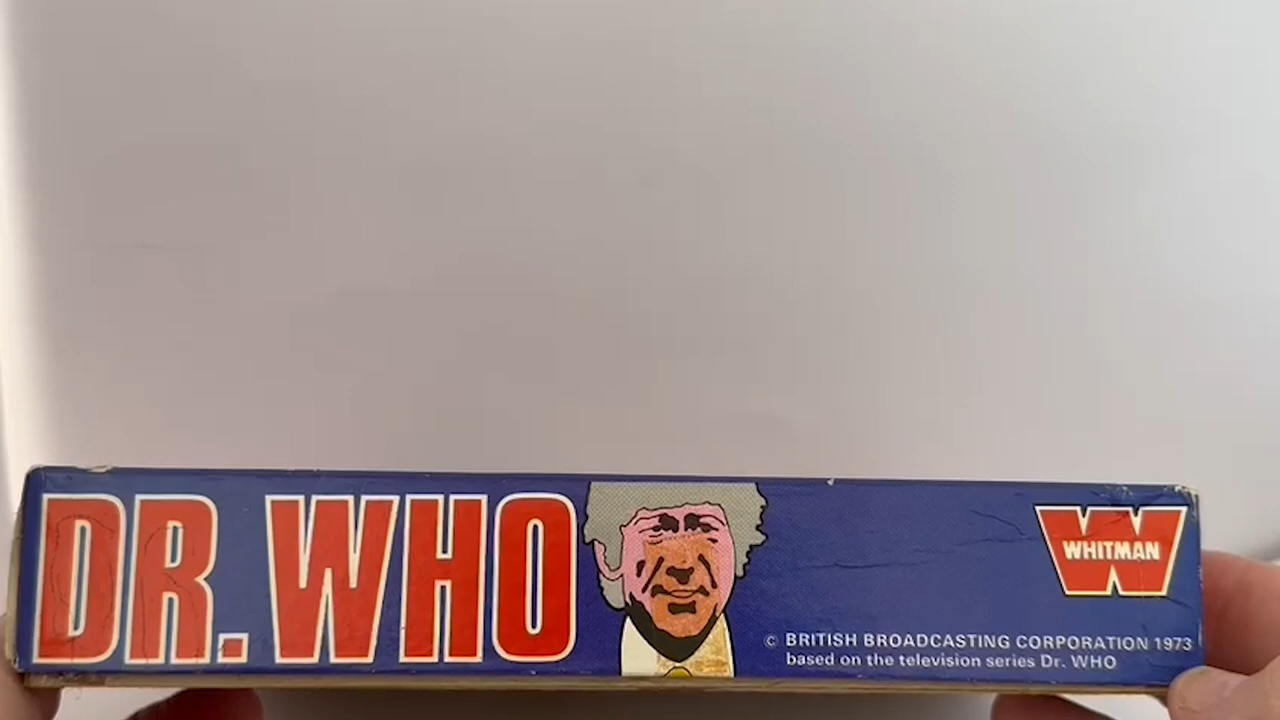 DR. WHO
WHITMAN
© BRITISH BROADCASTING CORPORATION 1973
based on the television series Dr. WHO